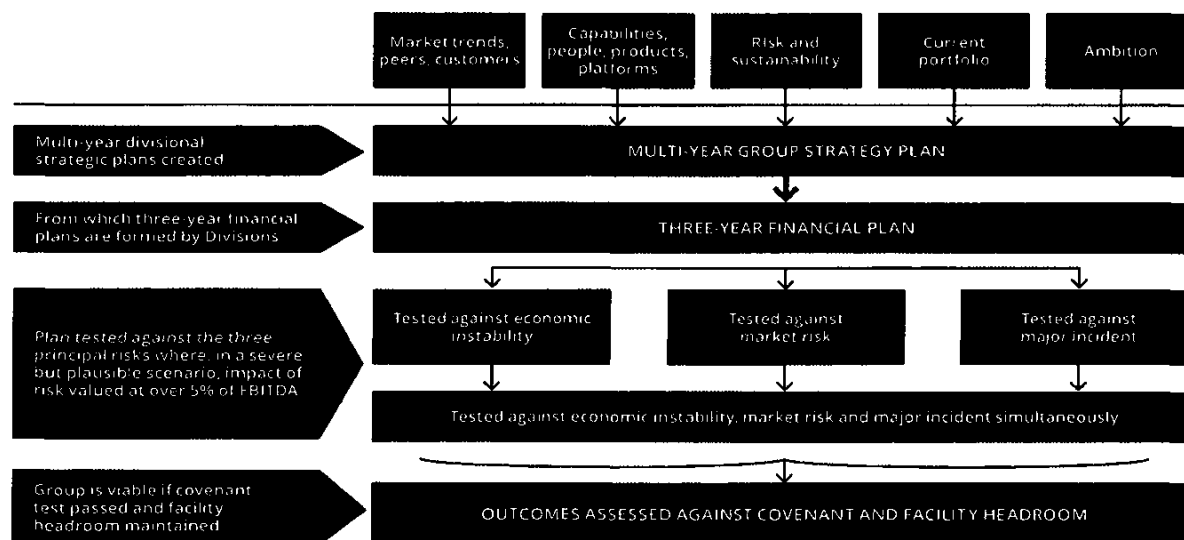 Market trends,
peers, customers
Capabilities,
people, products,
platforms
Risk and
sustainability
Current
portfolio
Ambition
Multi-year divisional
strategic plans created
MULTI-YEAR GROUP STRATEGY PLAN
From which three-year financial
plans are formed by Divisions
THREE-YEAR FINANCIAL PLAN
Plan tested against the three
principal risks where, in a severe
but plausible scenario, impact of
risk valued at over 5% of EBITDA
Tested against economic
instability
Tested against
market risk
Tested against
major incident
Tested against economic instability, market risk and major incident simultaneously
Group is viable if covenant
test passed and facility
headroom maintained
OUTCOMES ASSESSED AGAINST COVENANT AND FACILITY HEADROOM